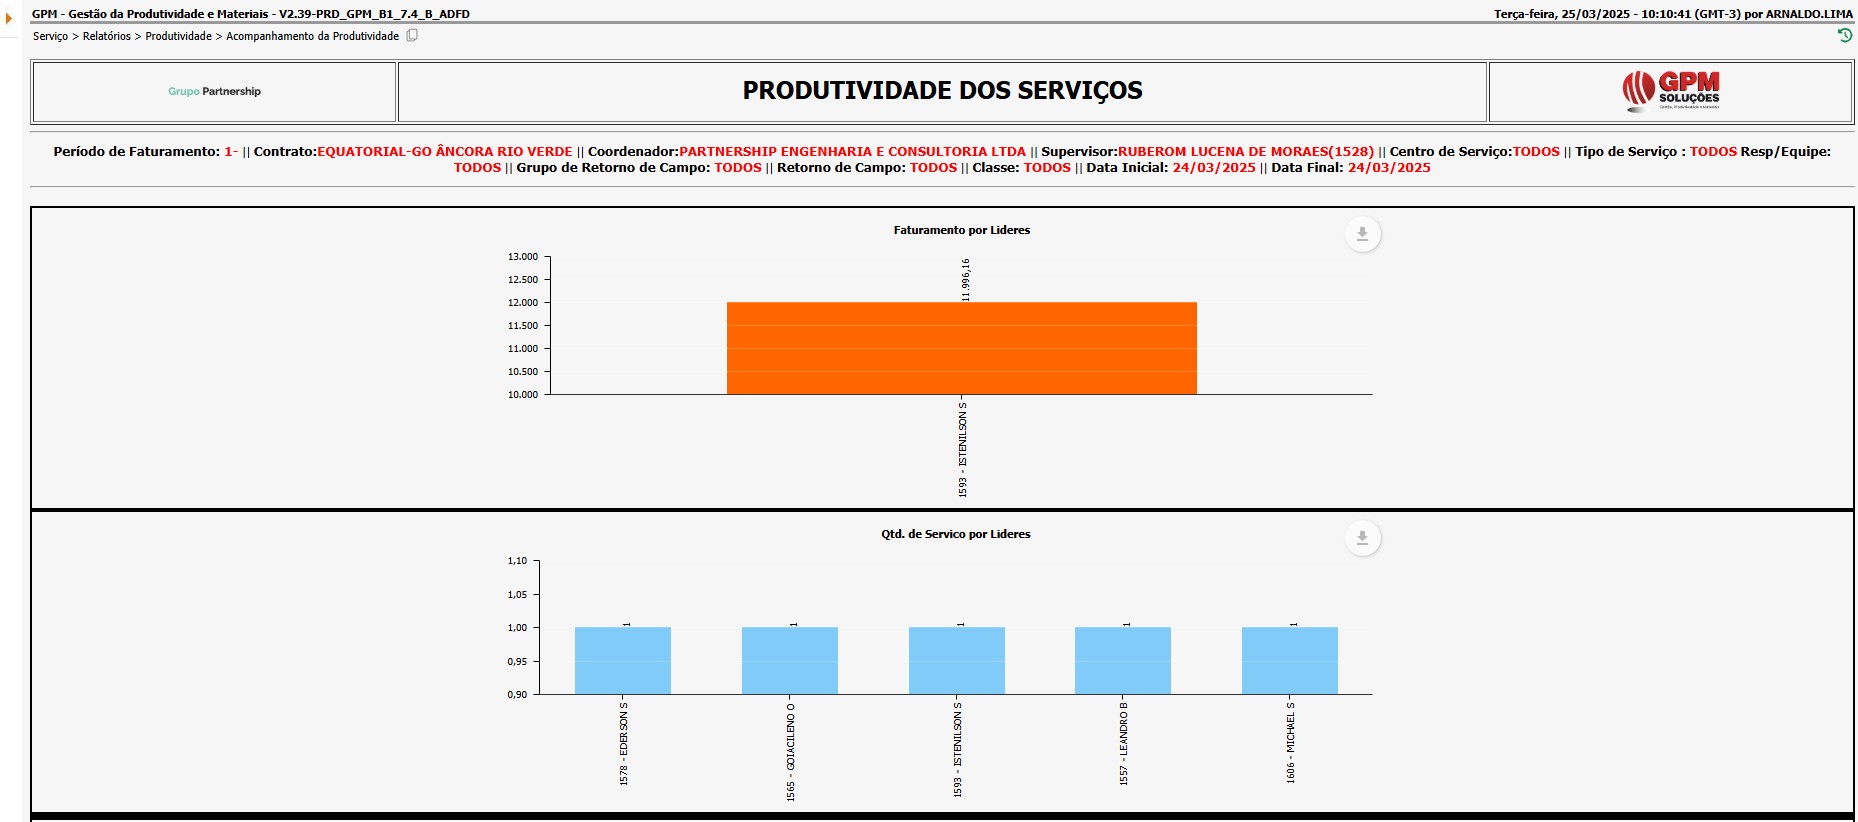 GPM - Gestão da Produtividade e Materiais - V2.39-PRD_GPM_B1_7.4_B_ADFD
Terça-feira, 25/03/2025 - 10:10:41 (GMT-3) por ARNALDO.LIMA
Serviço > Relatórios > Produtividade > Acompanhamento da Produtividade
Grupo Partnership
PRODUTIVIDADE DOS SERVIÇOS
GPM
SOLUÇÕES
Gestão, Produtividade e Materiais
Período de Faturamento: 1- || Contrato:EQUATORIAL-GO ÂNCORA RIO VERDE || Coordenador:PARTNERSHIP ENGENHARIA E CONSULTORIA LTDA || Supervisor:RUBEROM LUCENA DE MORAES(1528) || Centro de Serviço:TODOS || Tipo de Serviço : TODOS Resp/Equipe:
TODOS || Grupo de Retorno de Campo: TODOS || Retorno de Campo: TODOS || Classe: TODOS || Data Inicial: 24/03/2025 || Data Final: 24/03/2025
Faturamento por Lideres
13.000
12.500
12.000
11.500
11.000
10.500
10.000
11.996,16
1593 - ISTENILSON S
Qtd. de Servico por Lideres
1,10
1,05
1,00
0,95
0,90
1
1
1
1
1
1578 - EDERSON S
1565 - GOIACILENO O
1593 - ISTENILSON S
1557 - LEANDRO B
1606 - MICHAEL S